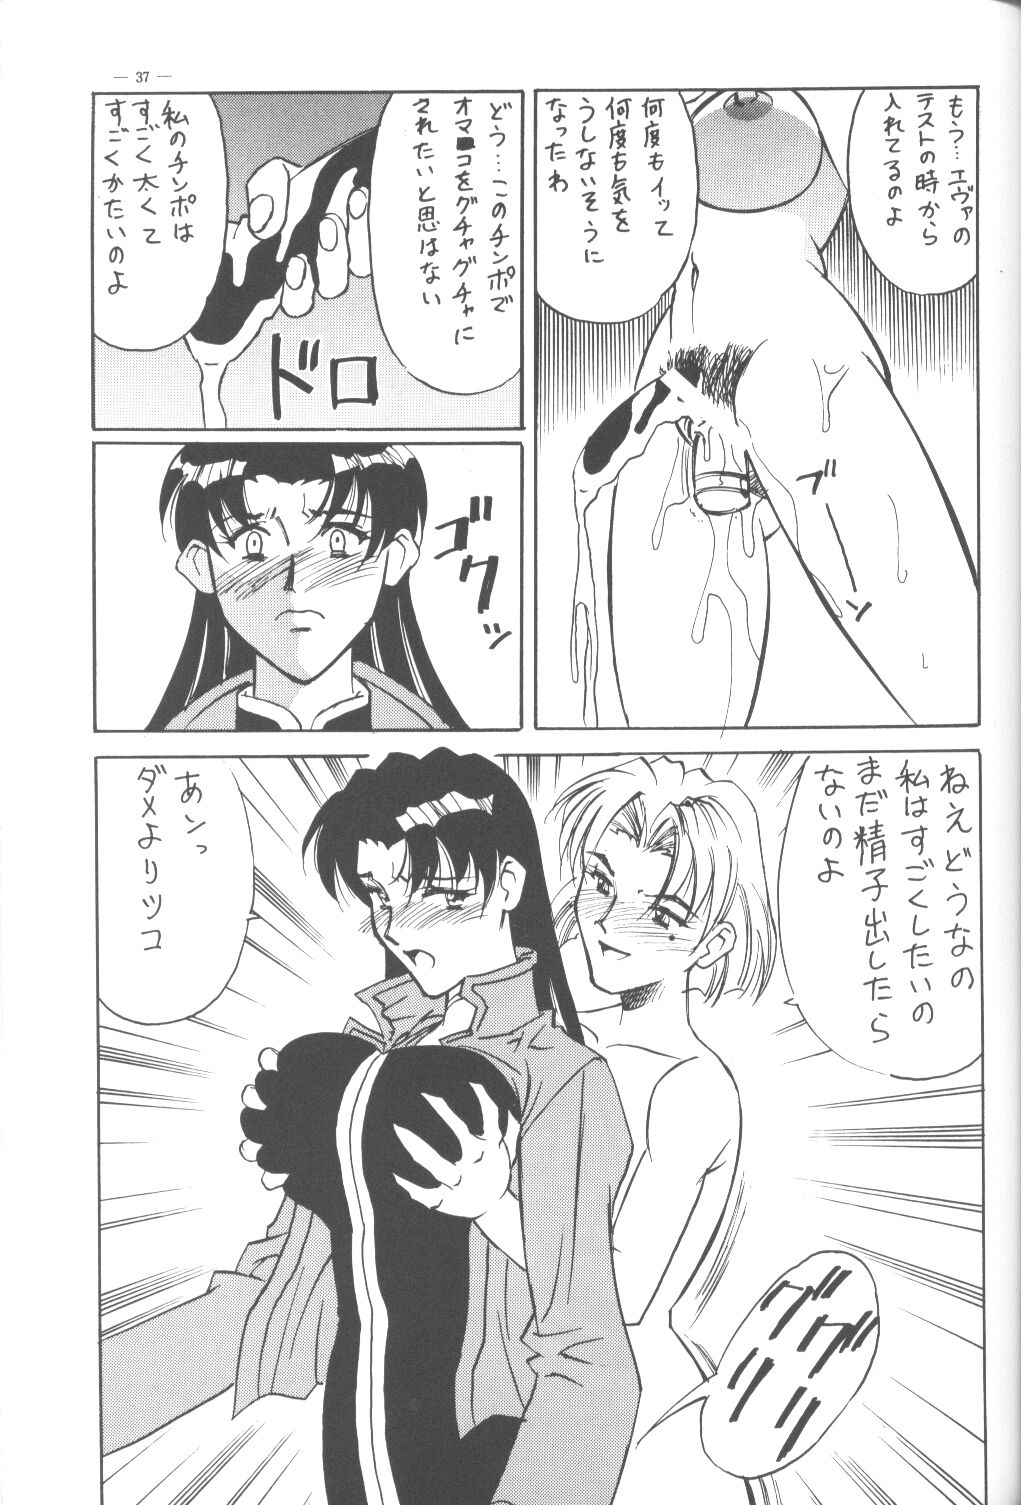 — 37 —
もう…エヴァの
テストの時から
入れてるのよ
何度もイッて
何度も気を
うしないそうに
なったわ
ブーーッ
どう…このチンポで
オマ■コをグチャグチャに
されたいと思はない
私のチンポは
すごく太くて
すごくかたいのよ
ドロ
ゴクッ
ねえどうなの
私はすごくしたいの
まだ精子出したら
ないのよ
あンっ
ダメよリツコ
グググ
リリ